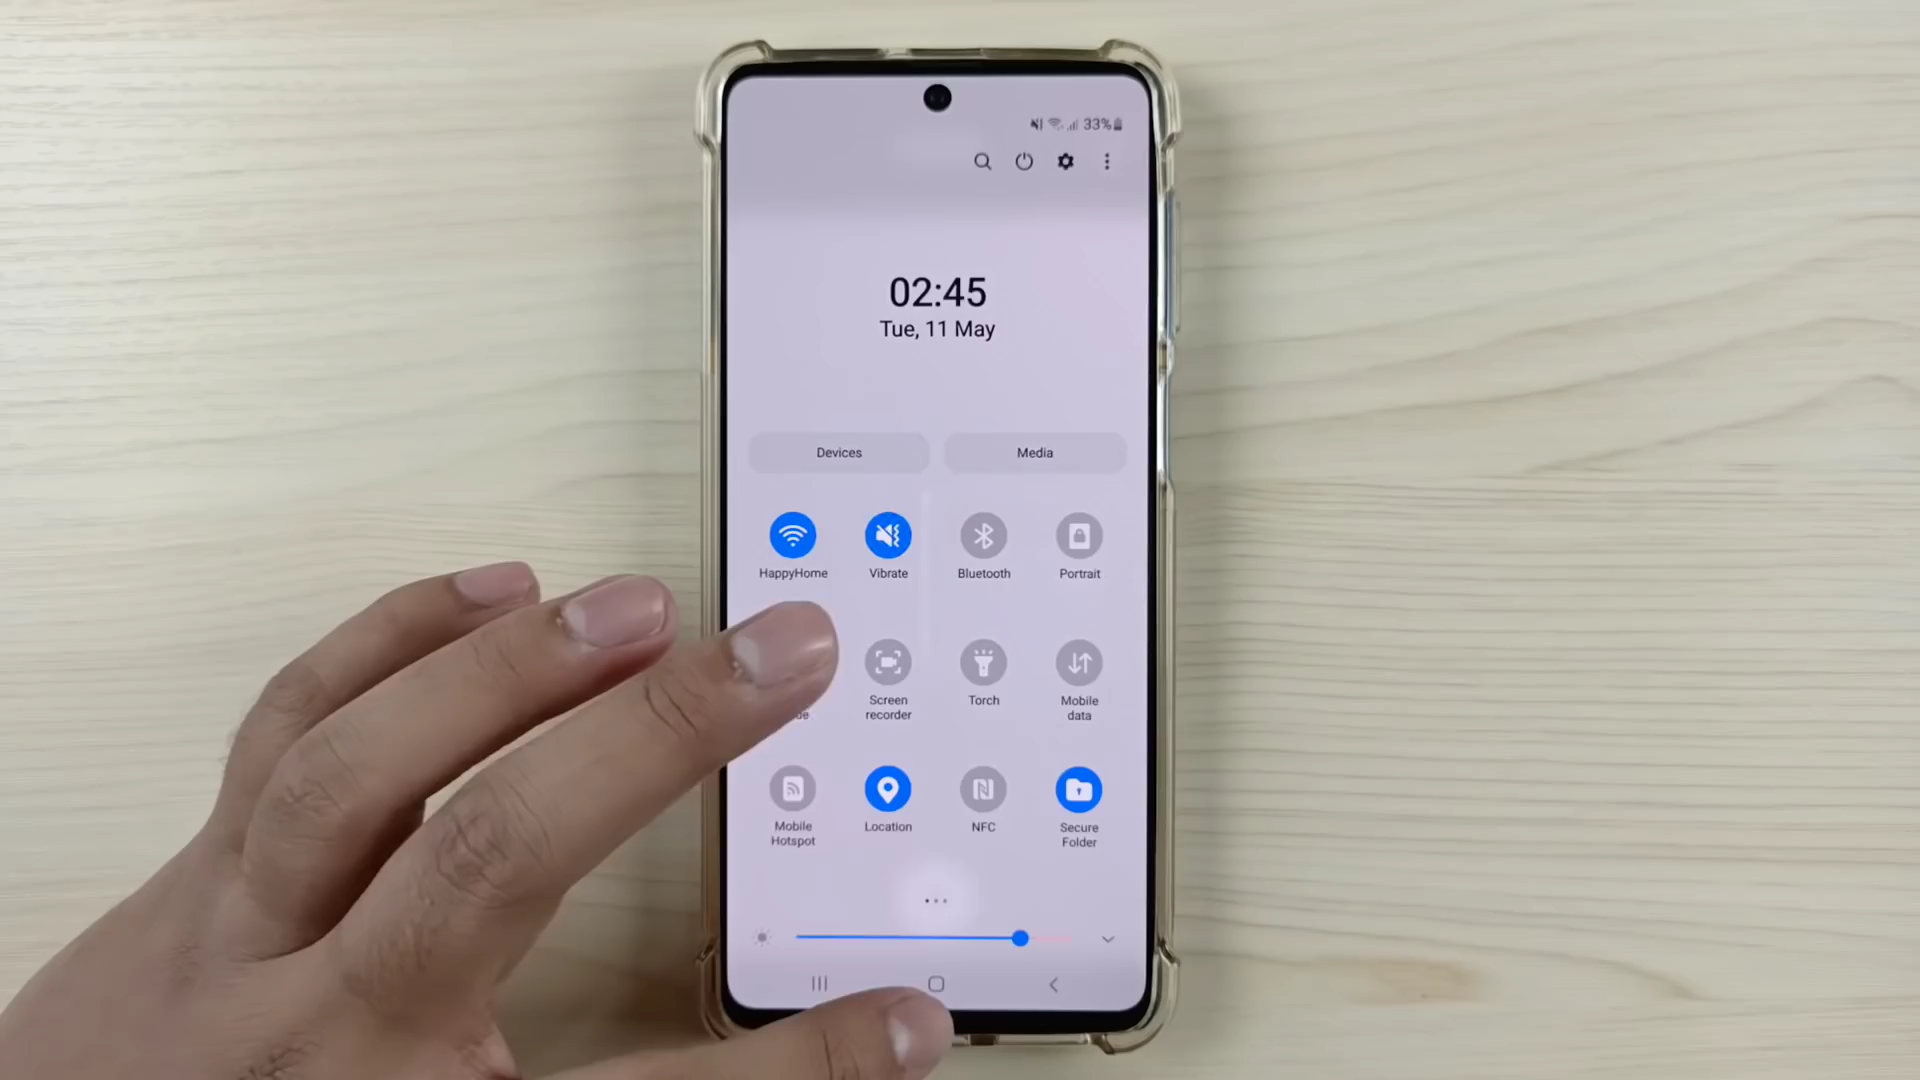 33%
02:45
Tue, 11 May
Devices
Media
HappyHome
Vibrate
Bluetooth
Portrait
Screen
recorder
Torch
Mobile
data
Mobile
Hotspot
Location
NFC
Secure
Folder